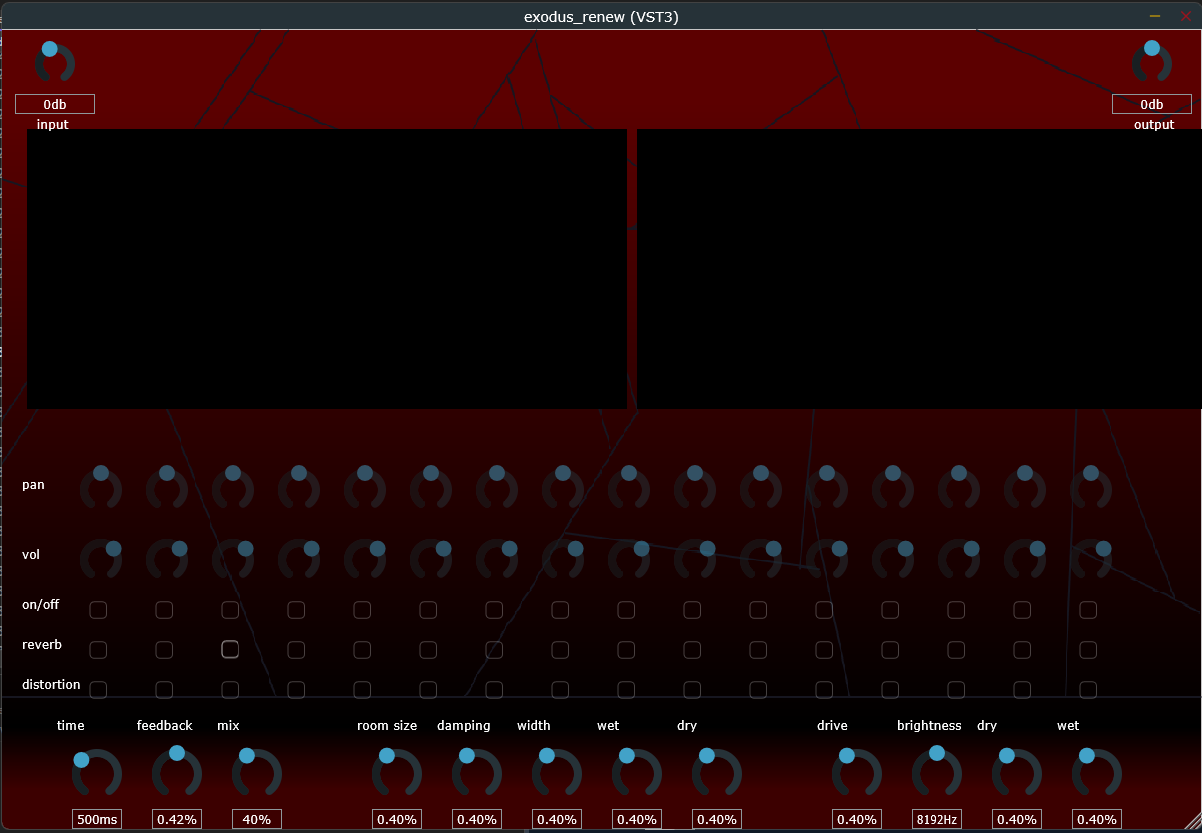 exodus_renew (VST3)
0db
0db
input
output
pan
vol
on/off
reverb
distortion
time feedback mix room size damping width wet dry drive brightness dry wet
500ms 0.42% 40% 0.40% 0.40% 0.40% 0.40% 0.40% 0.40% 8192Hz 0.40% 0.40%